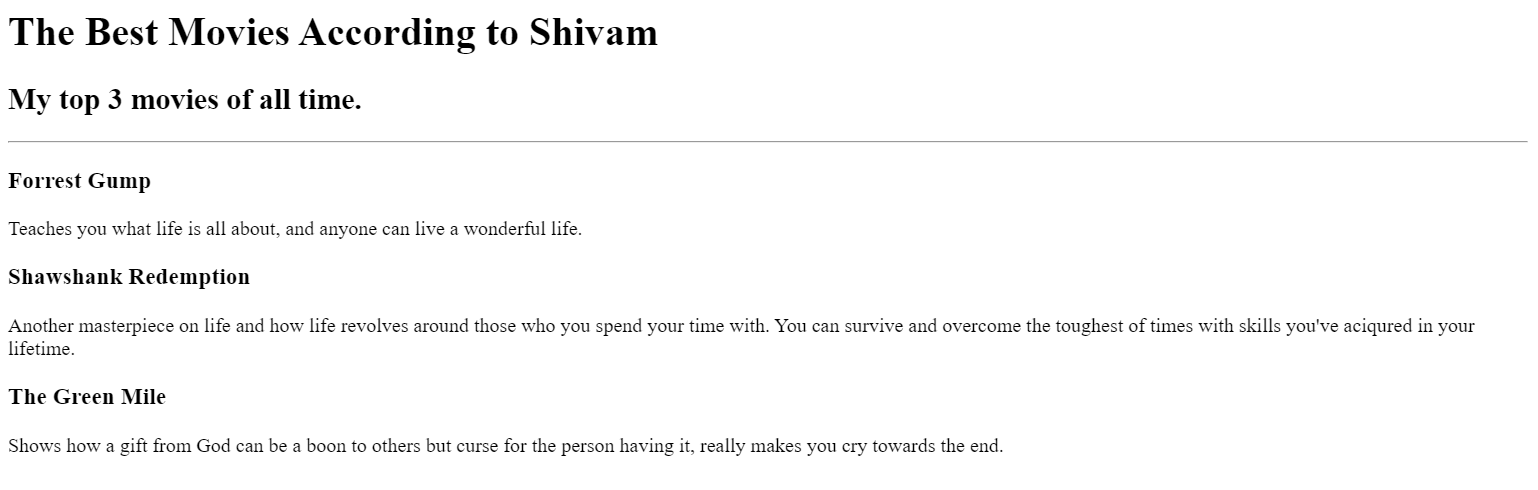 The Best Movies According to Shivam
My top 3 movies of all time.
Forrest Gump
Teaches you what life is all about, and anyone can live a wonderful life.
Shawshank Redemption
Another masterpiece on life and how life revolves around those who you spend your time with. You can survive and overcome the toughest of times with skills you've aciqured in your
lifetime.
The Green Mile
Shows how a gift from God can be a boon to others but curse for the person having it, really makes you cry towards the end.